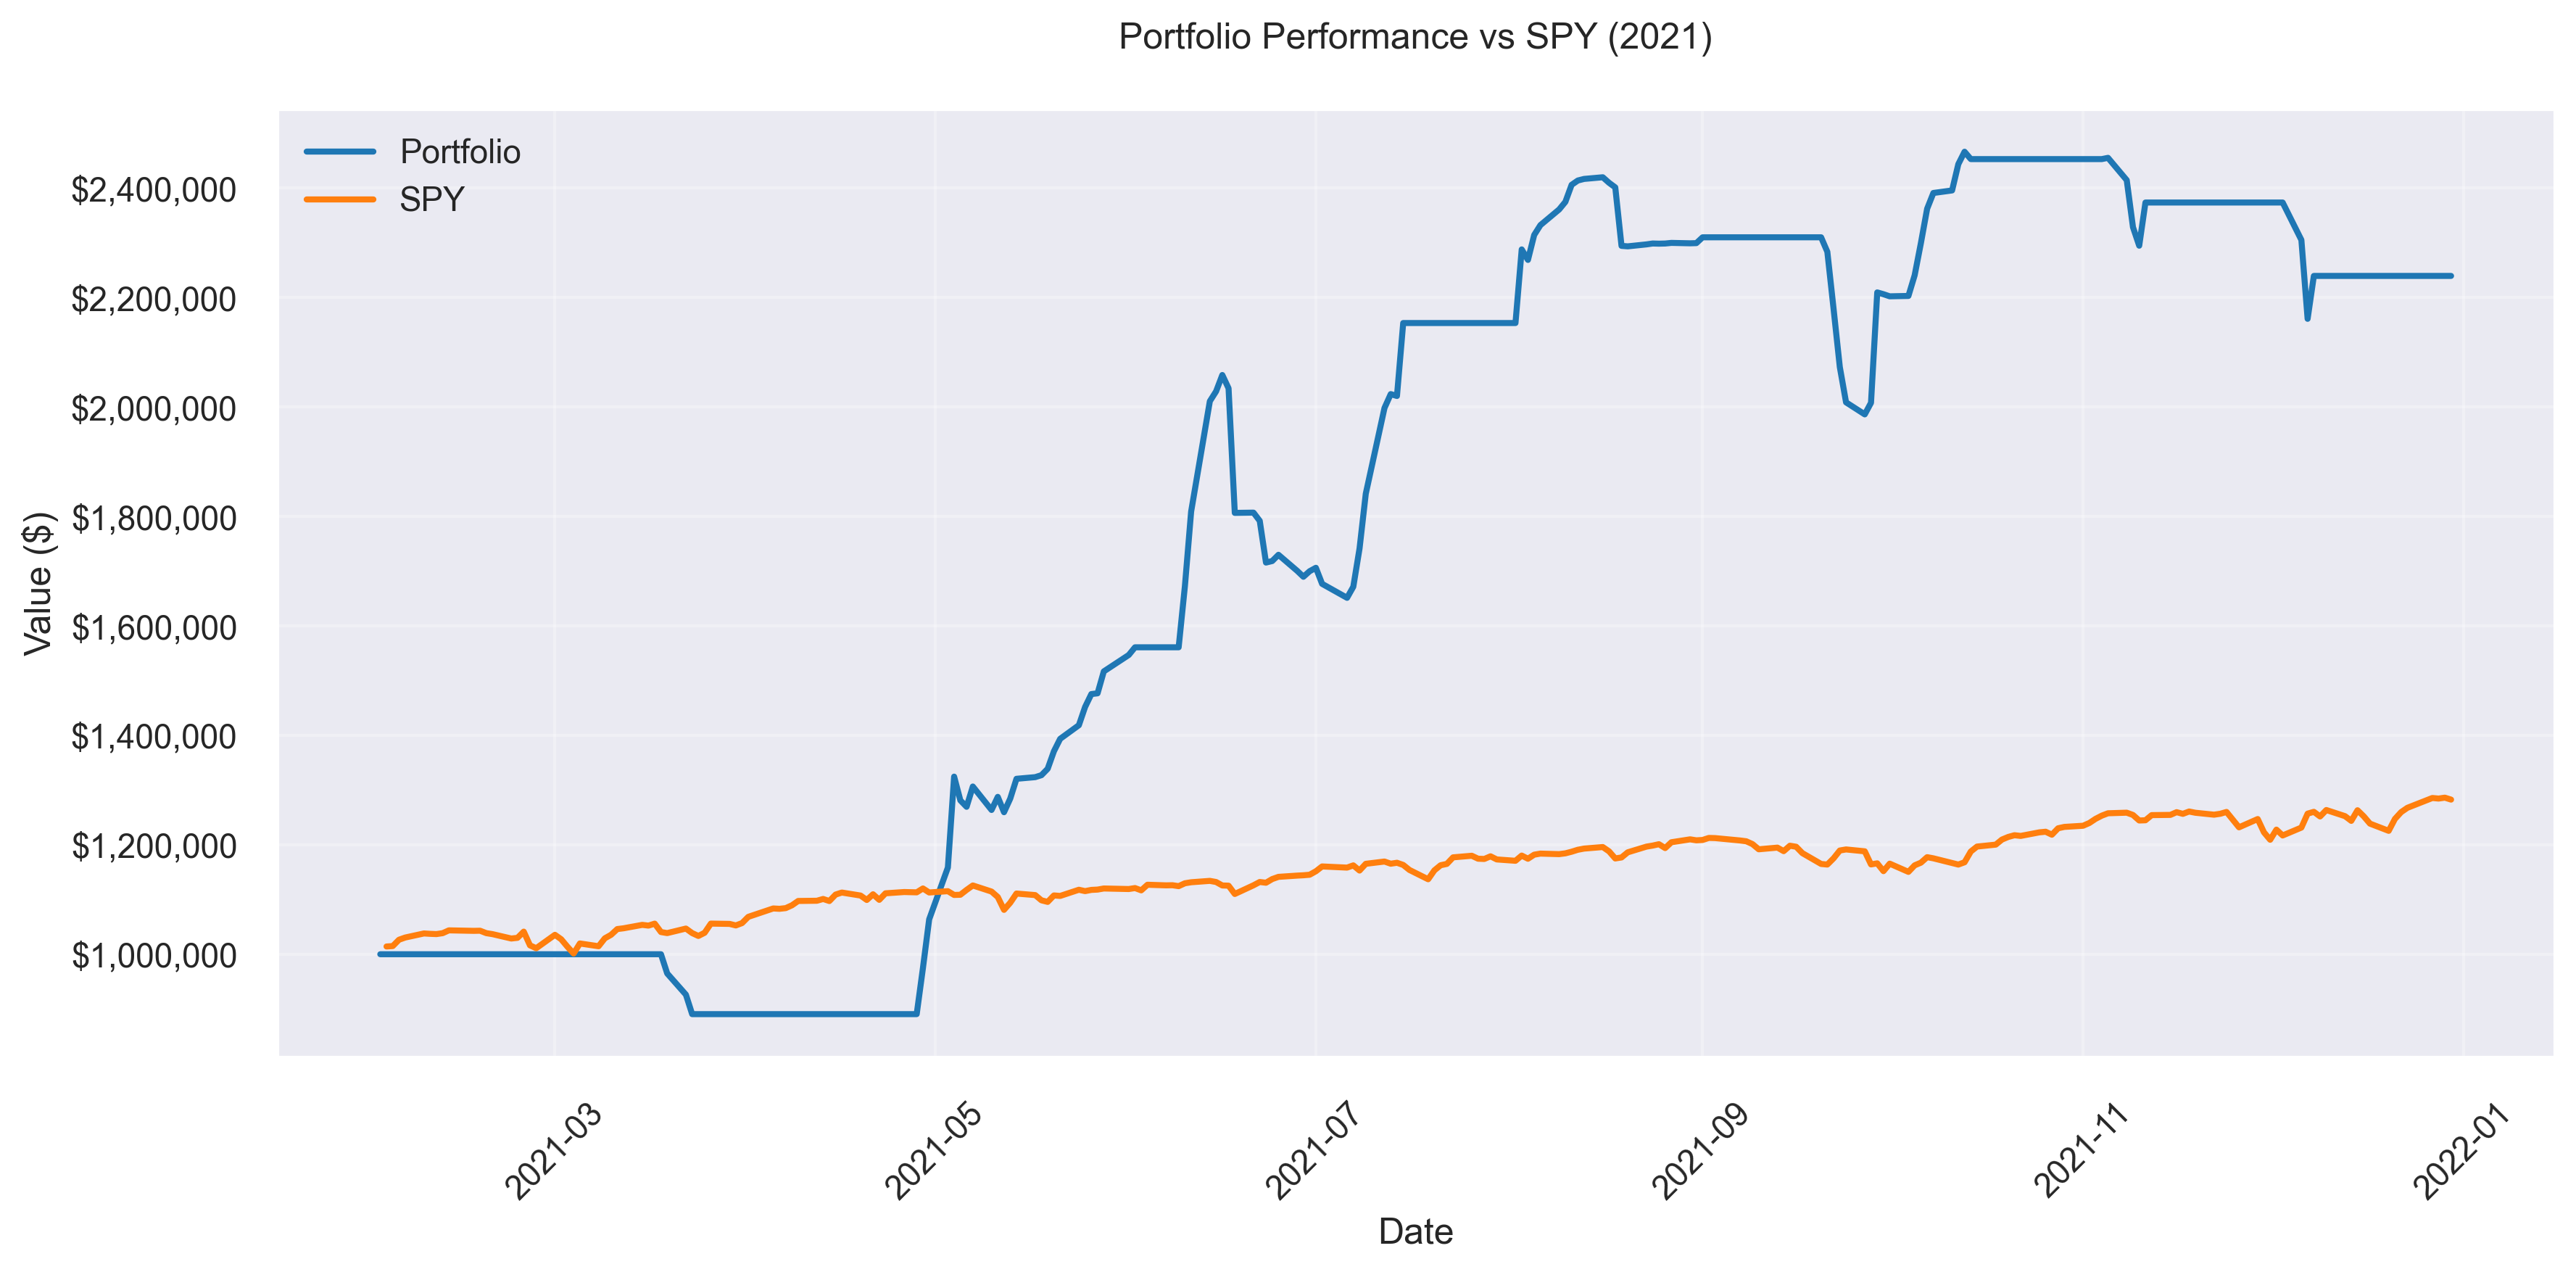 Portfolio Performance vs SPY (2021)
Portfolio
SPY
$2,400,000
$2,200,000
$2,000,000
$1,800,000
$1,600,000
$1,400,000
$1,200,000
$1,000,000
Value ($)
2021-03
2021-05
2021-07
2021-09
2021-11
2022-01
Date